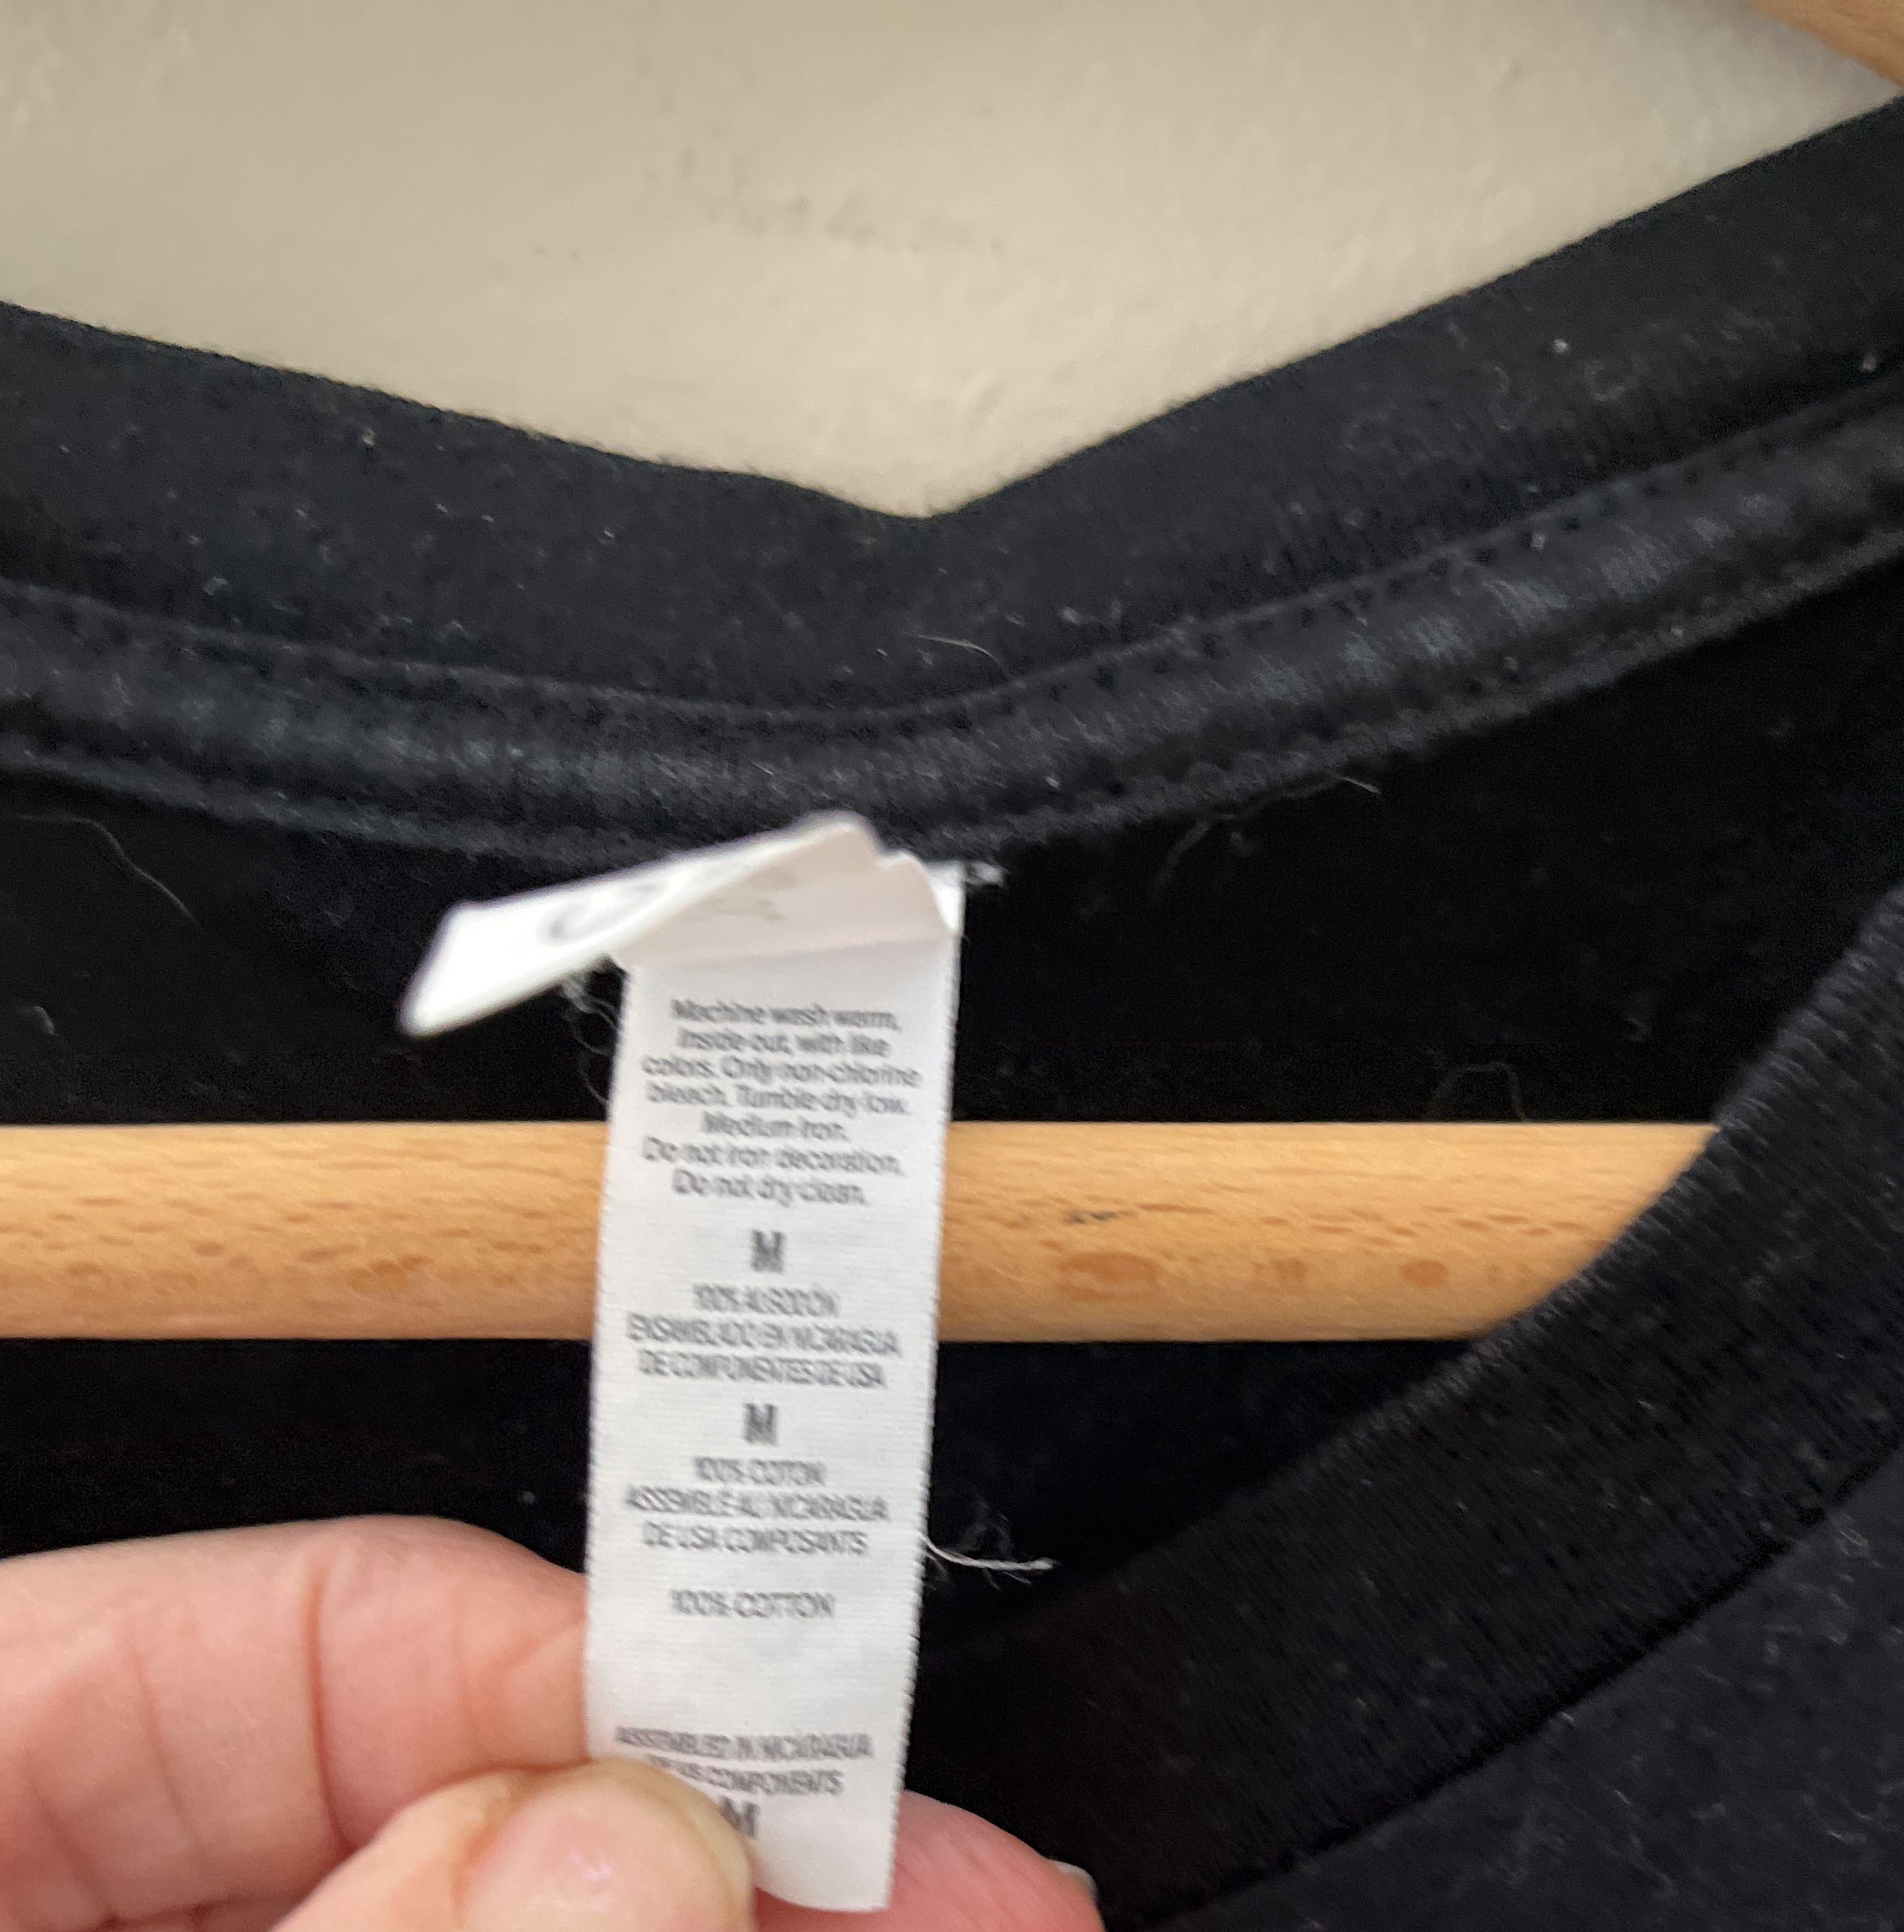 Machine wash warm,
inside out, with like
colors. Only non-chlorine
bleach. Tumble dry low.
Medium iron.
Do not iron decoration.
Do not dry clean.
M
100% ALGODÓN
ENSAMBLADO EN NICARAGUA
DE COMPONENTES DE USA
M
100% COTON
ASSEMBLE AU NICARAGUA
DE USA COMPOSANTS
100% COTTON
ASSEMBLED IN NICARAGUA
US COMPONENTS
M